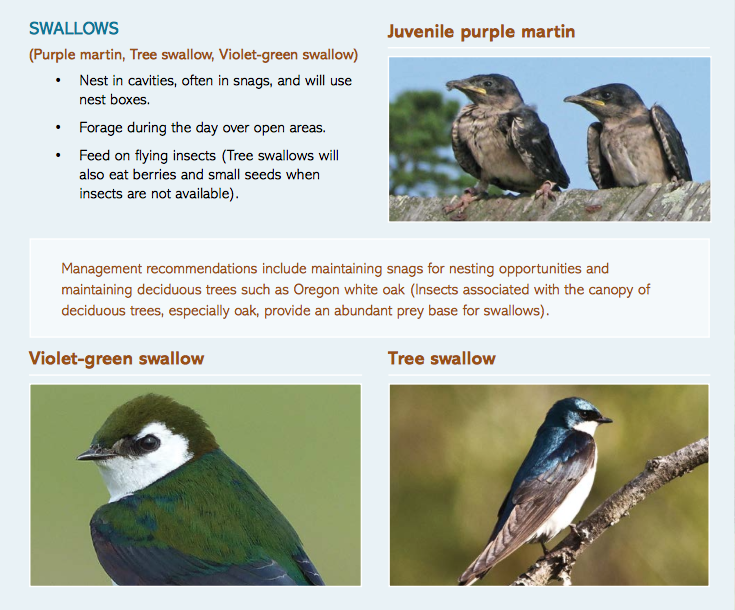 SWALLOWS
(Purple martin, Tree swallow, Violet-green swallow)
• Nest in cavities, often in snags, and will use
nest boxes.
• Forage during the day over open areas.
• Feed on flying insects (Tree swallows will
also eat berries and small seeds when
insects are not available).
Juvenile purple martin
Management recommendations include maintaining snags for nesting opportunities and
maintaining deciduous trees such as Oregon white oak (Insects associated with the canopy of
deciduous trees, especially oak, provide an abundant prey base for swallows).
Violet-green swallow
Tree swallow